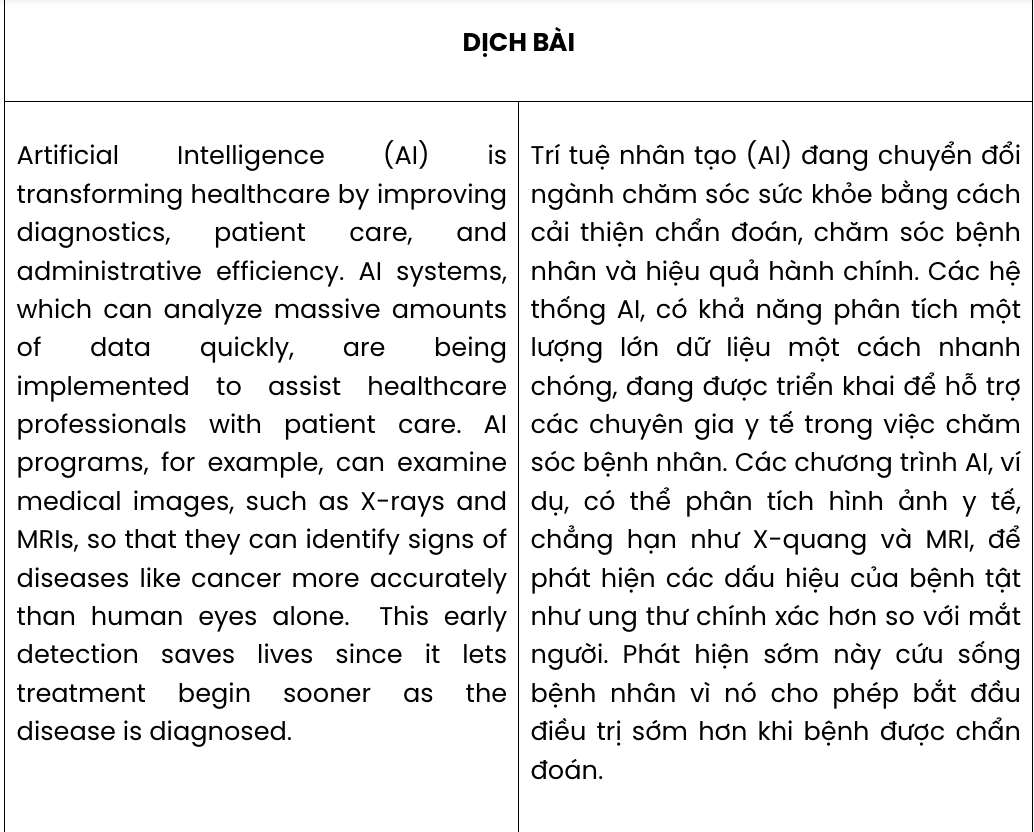 DỊCH BÀI
Artificial Intelligence (AI) is
transforming healthcare by improving
diagnostics, patient care, and
administrative efficiency. AI systems,
which can analyze massive amounts
of data quickly, are being
implemented to assist healthcare
professionals with patient care. AI
programs, for example, can examine
medical images, such as X-rays and
MRIs, so that they can identify signs of
diseases like cancer more accurately
than human eyes alone. This early
detection saves lives since it lets
treatment begin sooner as the
disease is diagnosed.
Trí tuệ nhân tạo (AI) đang chuyển đổi
ngành chăm sóc sức khỏe bằng cách
cải thiện chẩn đoán, chăm sóc bệnh
nhân và hiệu quả hành chính. Các hệ
thống AI, có khả năng phân tích một
lượng lớn dữ liệu một cách nhanh
chóng, đang được triển khai để hỗ trợ
các chuyên gia y tế trong việc chăm
sóc bệnh nhân. Các chương trình AI, ví
dụ, có thể phân tích hình ảnh y tế,
chẳng hạn như X-quang và MRI, để
phát hiện các dấu hiệu của bệnh tật
như ung thư chính xác hơn so với mắt
người. Phát hiện sớm này cứu sống
bệnh nhân vì nó cho phép bắt đầu
điều trị sớm hơn khi bệnh được chẩn
đoán.